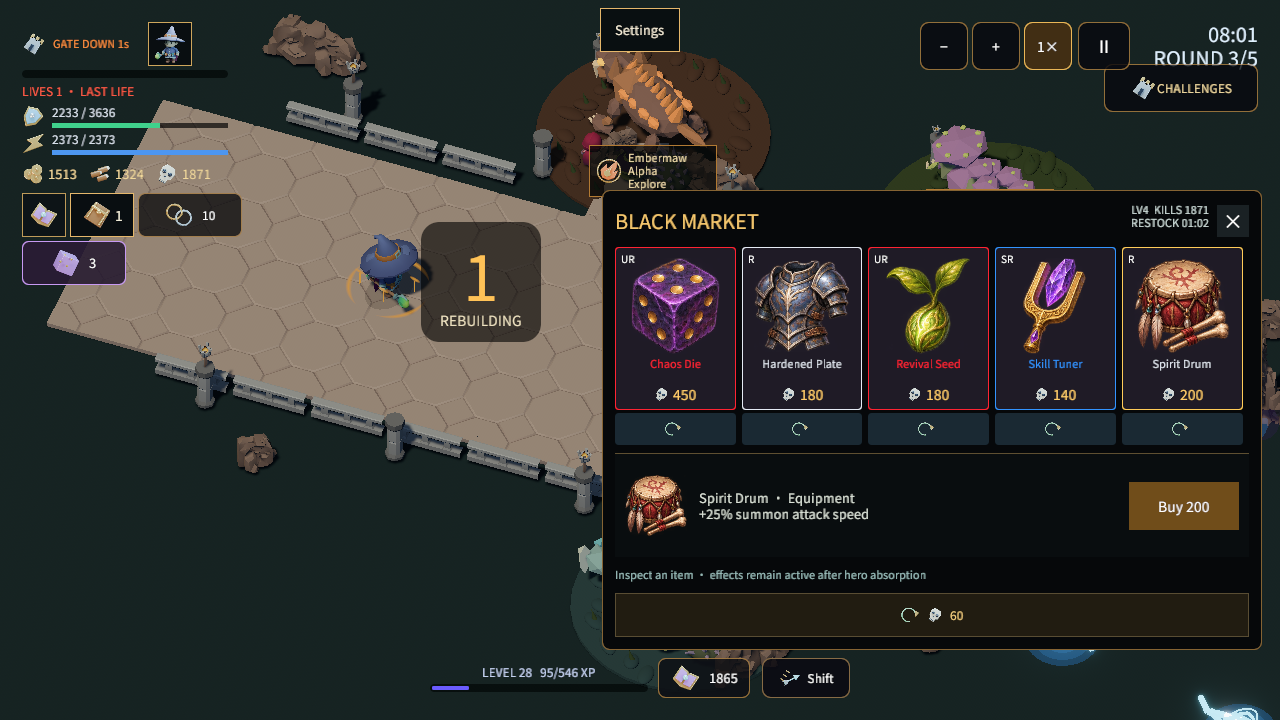 GATE DOWN 1s
Settings
−
+
1×
08:01
ROUND 3/5
CHALLENGES
LIVES 1 • LAST LIFE
2233 / 3636
2373 / 2373
1513
1324
1871
1
10
3
Embermaw
Alpha
Explore
1
REBUILDING
BLACK MARKET
LV4 KILLS 1871
RESTOCK 01:02
UR
R
UR
SR
R
Chaos Die
Hardened Plate
Revival Seed
Skill Tuner
Spirit Drum
450
180
180
140
200
Spirit Drum • Equipment
+25% summon attack speed
Buy 200
Inspect an item • effects remain active after hero absorption
60
LEVEL 28 95/546 XP
1865
Shift